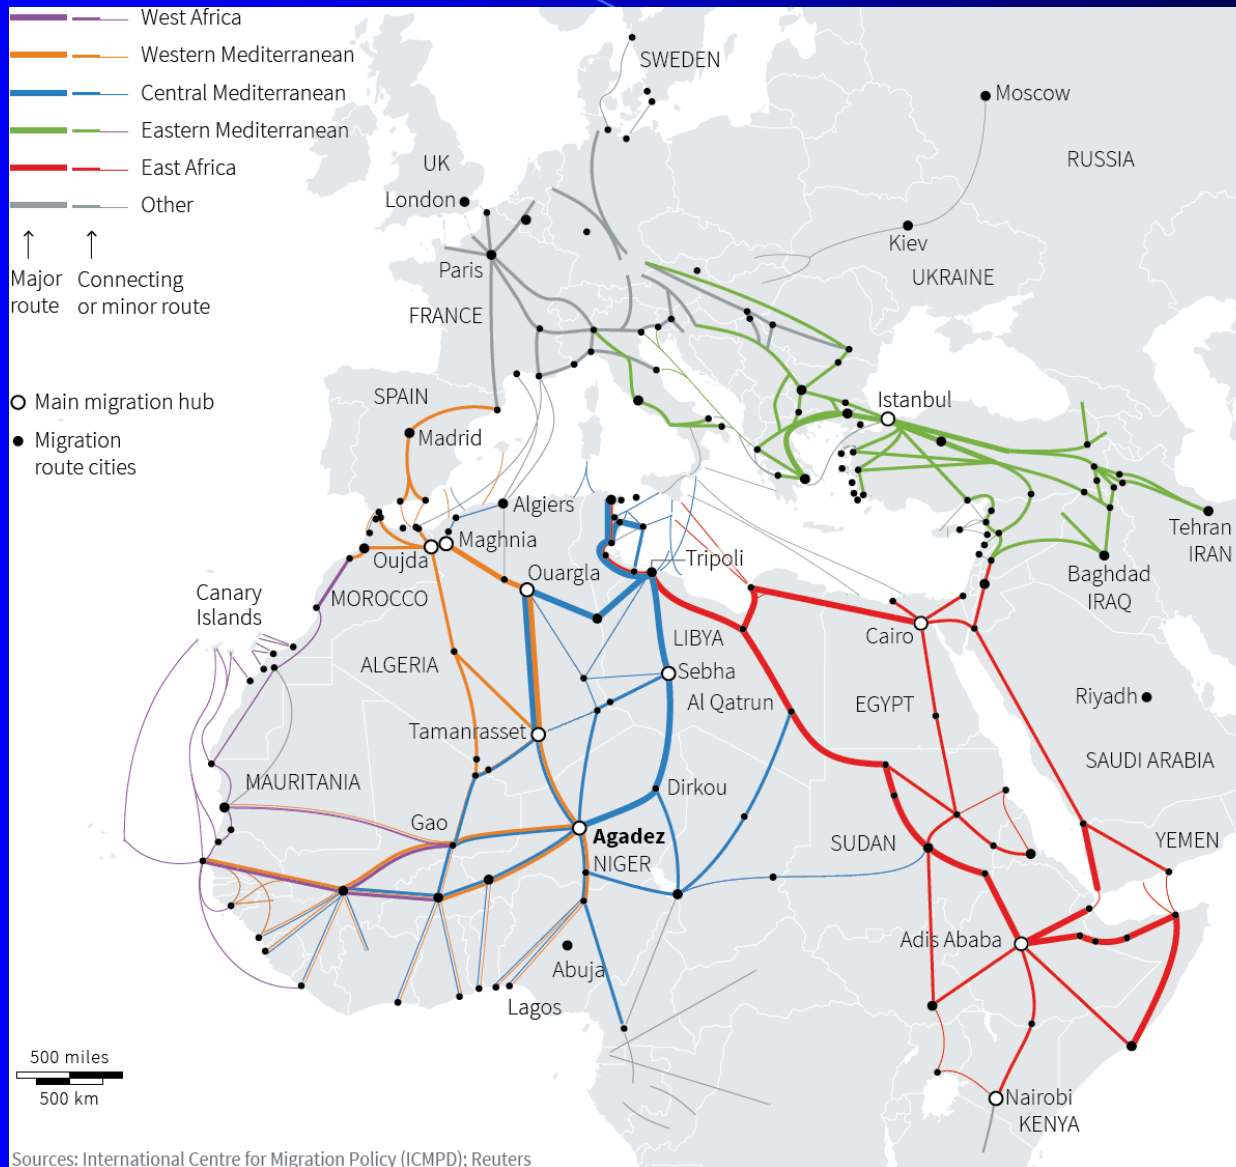 West Africa
Western Mediterranean
Central Mediterranean
Eastern Mediterranean
East Africa
Other
Major
route
Connecting
or minor route
Main migration hub
Migration
route cities
SWEDEN
Moscow
RUSSIA
UK
London
Kiev
UKRAINE
Paris
FRANCE
SPAIN
Madrid
Istanbul
Algiers
Maghnia
Oujda
Ouargla
Tripoli
Tehran
IRAN
Baghdad
IRAQ
Canary
Islands
MOROCCO
ALGERIA
LIBYA
Cairo
Sebha
Al Qatrun
EGYPT
Riyadh
SAUDI ARABIA
Tamanrasset
MAURITANIA
Dirkou
Gao
Agadez
NIGER
SUDAN
YEMEN
Adis Ababa
Abuja
Lagos
Nairobi
KENYA
500 miles
500 km
Sources: International Centre for Migration Policy (ICMPD); Reuters